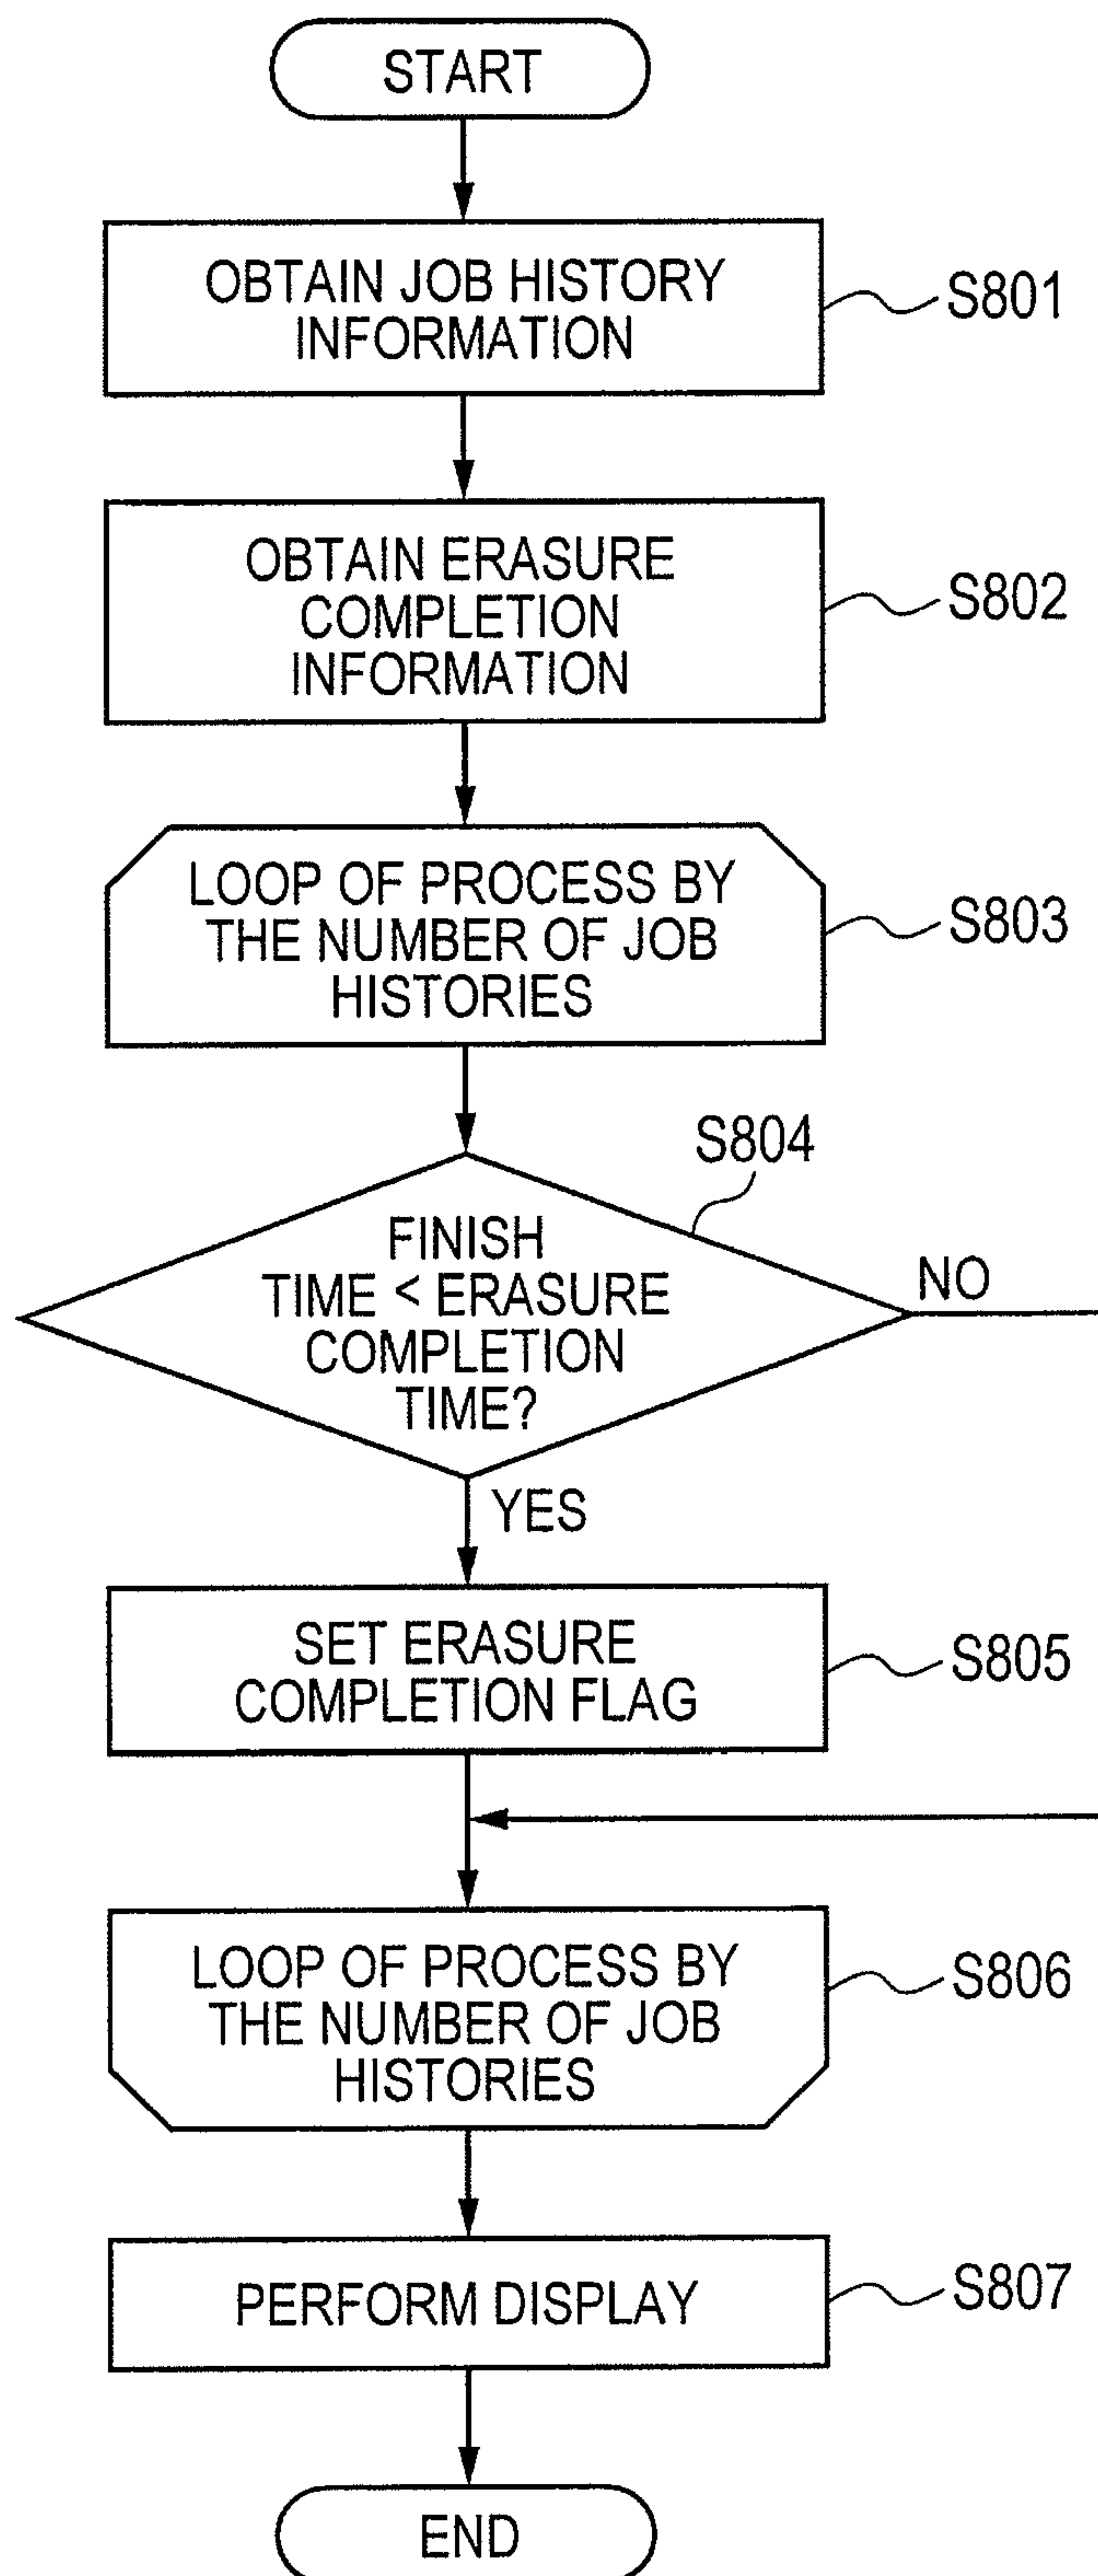 START
OBTAIN JOB HISTORY
INFORMATION
S801
OBTAIN ERASURE
COMPLETION
INFORMATION
S802
LOOP OF PROCESS BY
THE NUMBER OF JOB
HISTORIES
S803
S804
FINISH
TIME < ERASURE
COMPLETION
TIME?
NO
YES
SET ERASURE
COMPLETION FLAG
S805
LOOP OF PROCESS BY
THE NUMBER OF JOB
HISTORIES
S806
PERFORM DISPLAY
S807
END